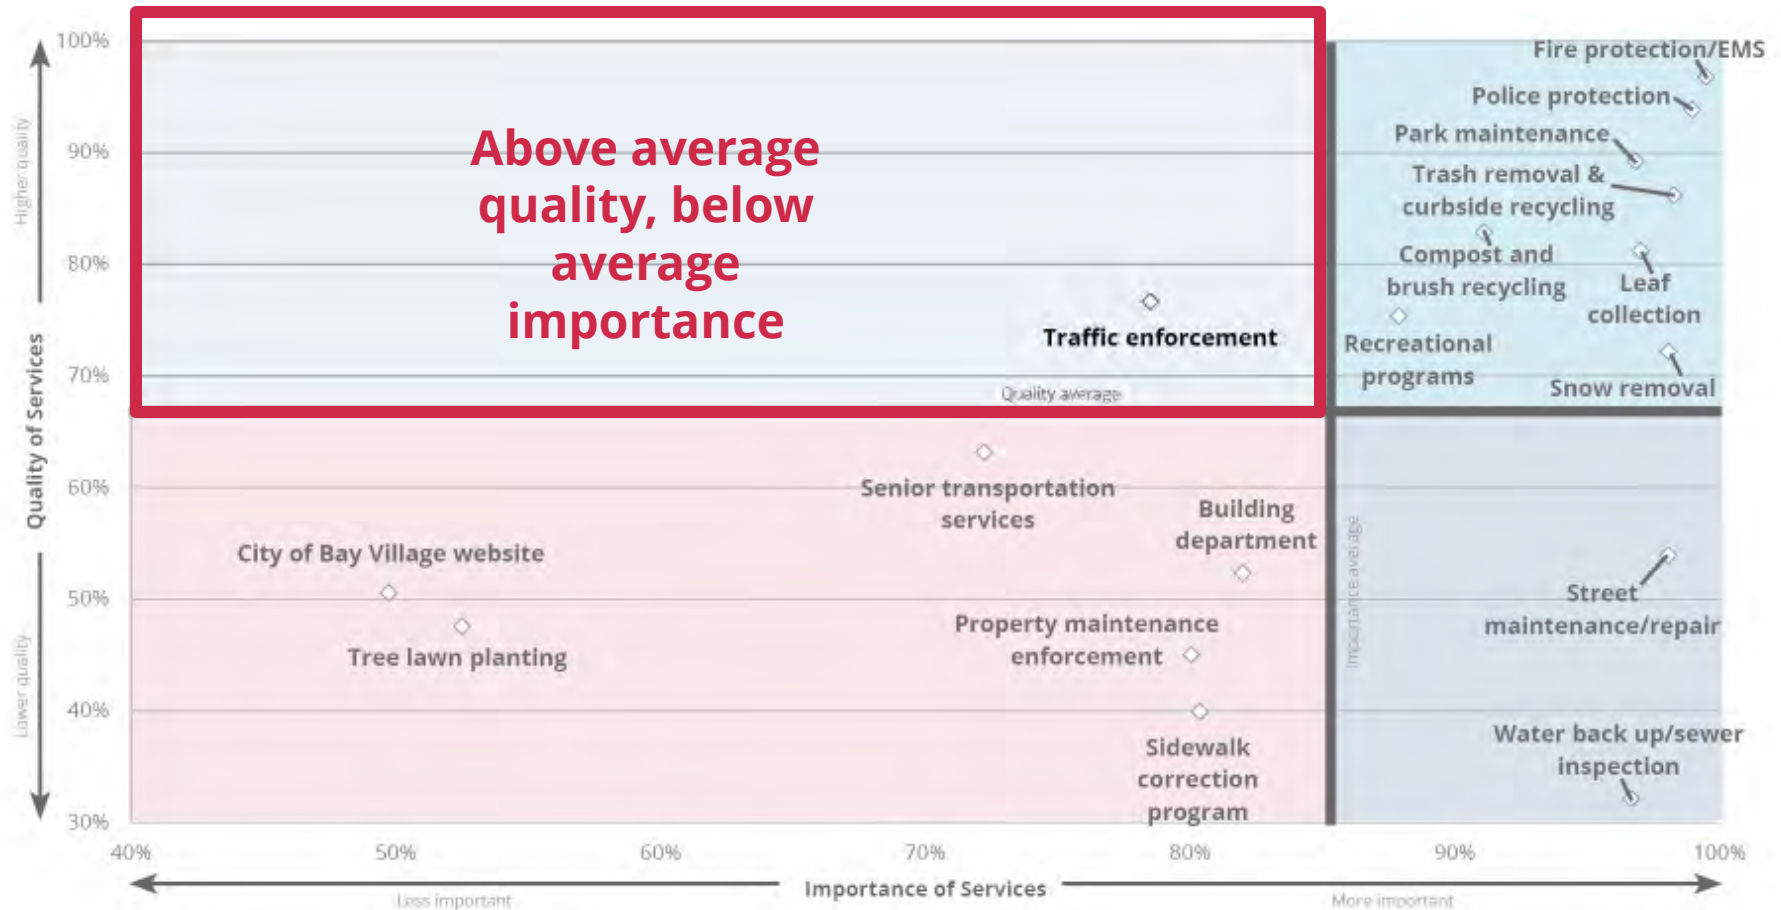 100%
90%
80%
70%
60%
50%
40%
30%
Higher quality
Quality of Services
Lower quality
Above average
quality, below
average
importance
Traffic enforcement
Quality average
Fire protection/EMS
Police protection
Park maintenance
Trash removal &
curbside recycling
Compost and
brush recycling
Leaf
collection
Recreational
programs
Snow removal
Senior transportation
services
Building
department
City of Bay Village website
Tree lawn planting
Property maintenance
enforcement
Sidewalk
correction
program
Importance average
Street
maintenance/repair
Water back up/sewer
inspection
40%
50%
60%
70%
80%
90%
100%
Less important
Importance of Services
More important